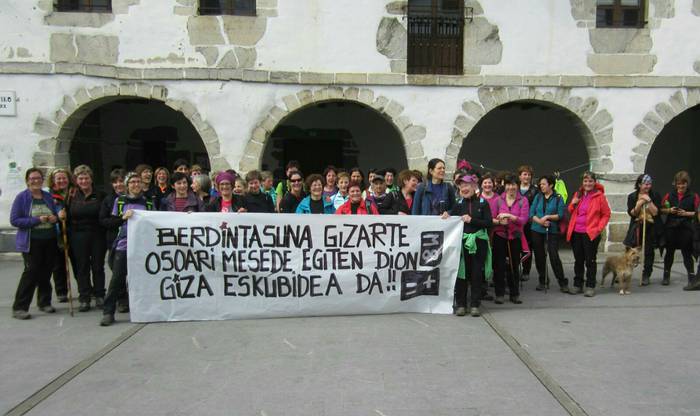 BERDINTASUNA GIZARTE
OSOARI MESEDE EGITEN DION
GIZA ESKUBIDEA DA!!